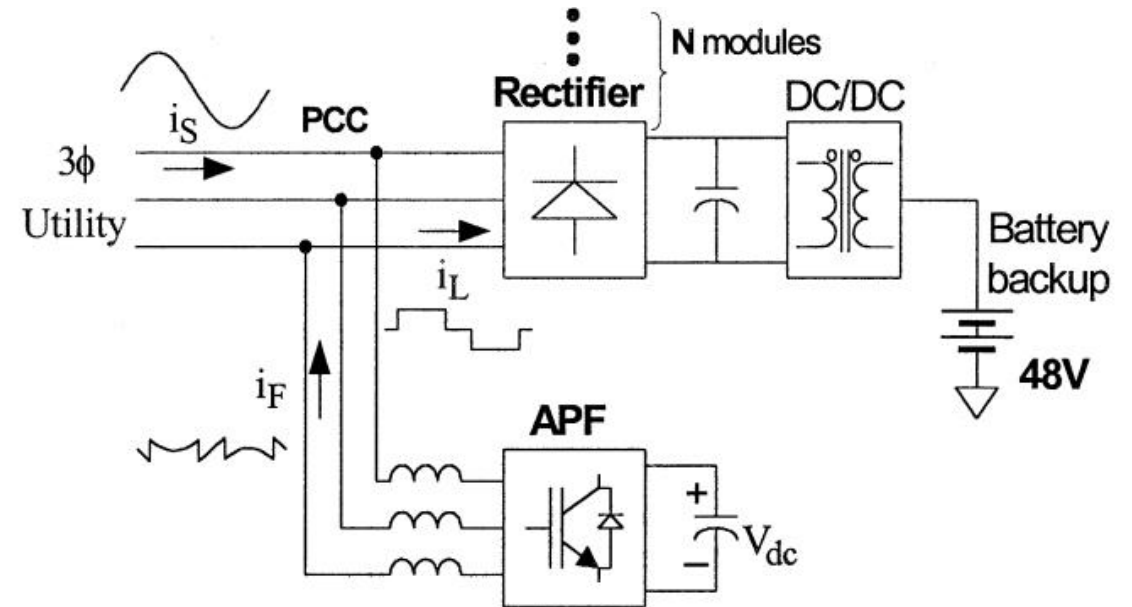 N modules
Rectifier
DC/DC
iS
PCC
3ϕ
Utility
iL
Battery
backup
48V
iF
APF
+
Vdc
−